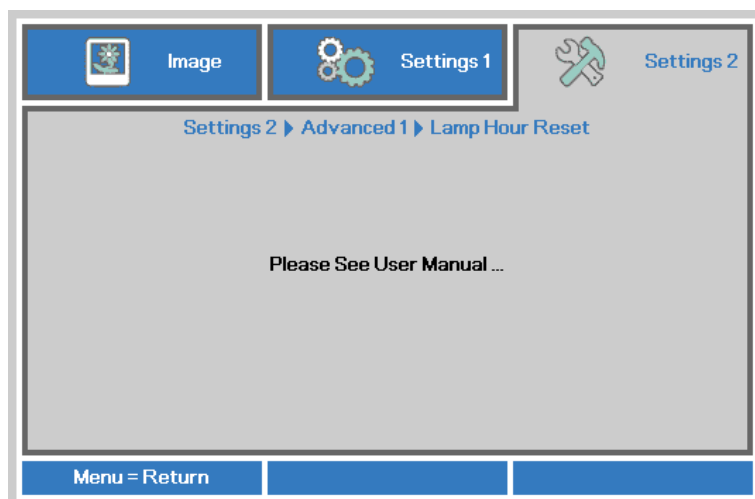 Image
Settings 1
Settings 2
Settings 2 ▶ Advanced 1 ▶ Lamp Hour Reset
Please See User Manual ...
Menu = Return